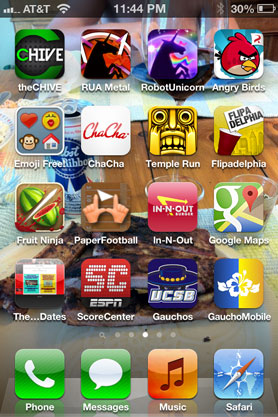 AT&T 11:44 PM 30%
CHIVE
theCHIVE RUA Metal RobotUnicorn Angry Birds
ChaCha FLIPA DELPHIA
Emoji Free! ChaCha Temple Run Flipadelphia
IN-N-OUT
BURGER
Fruit Ninja PaperFootball In-N-Out Google Maps
SC
ESPN UCSB
The...Dates ScoreCenter Gauchos GauchoMobile
Phone Messages Music Safari